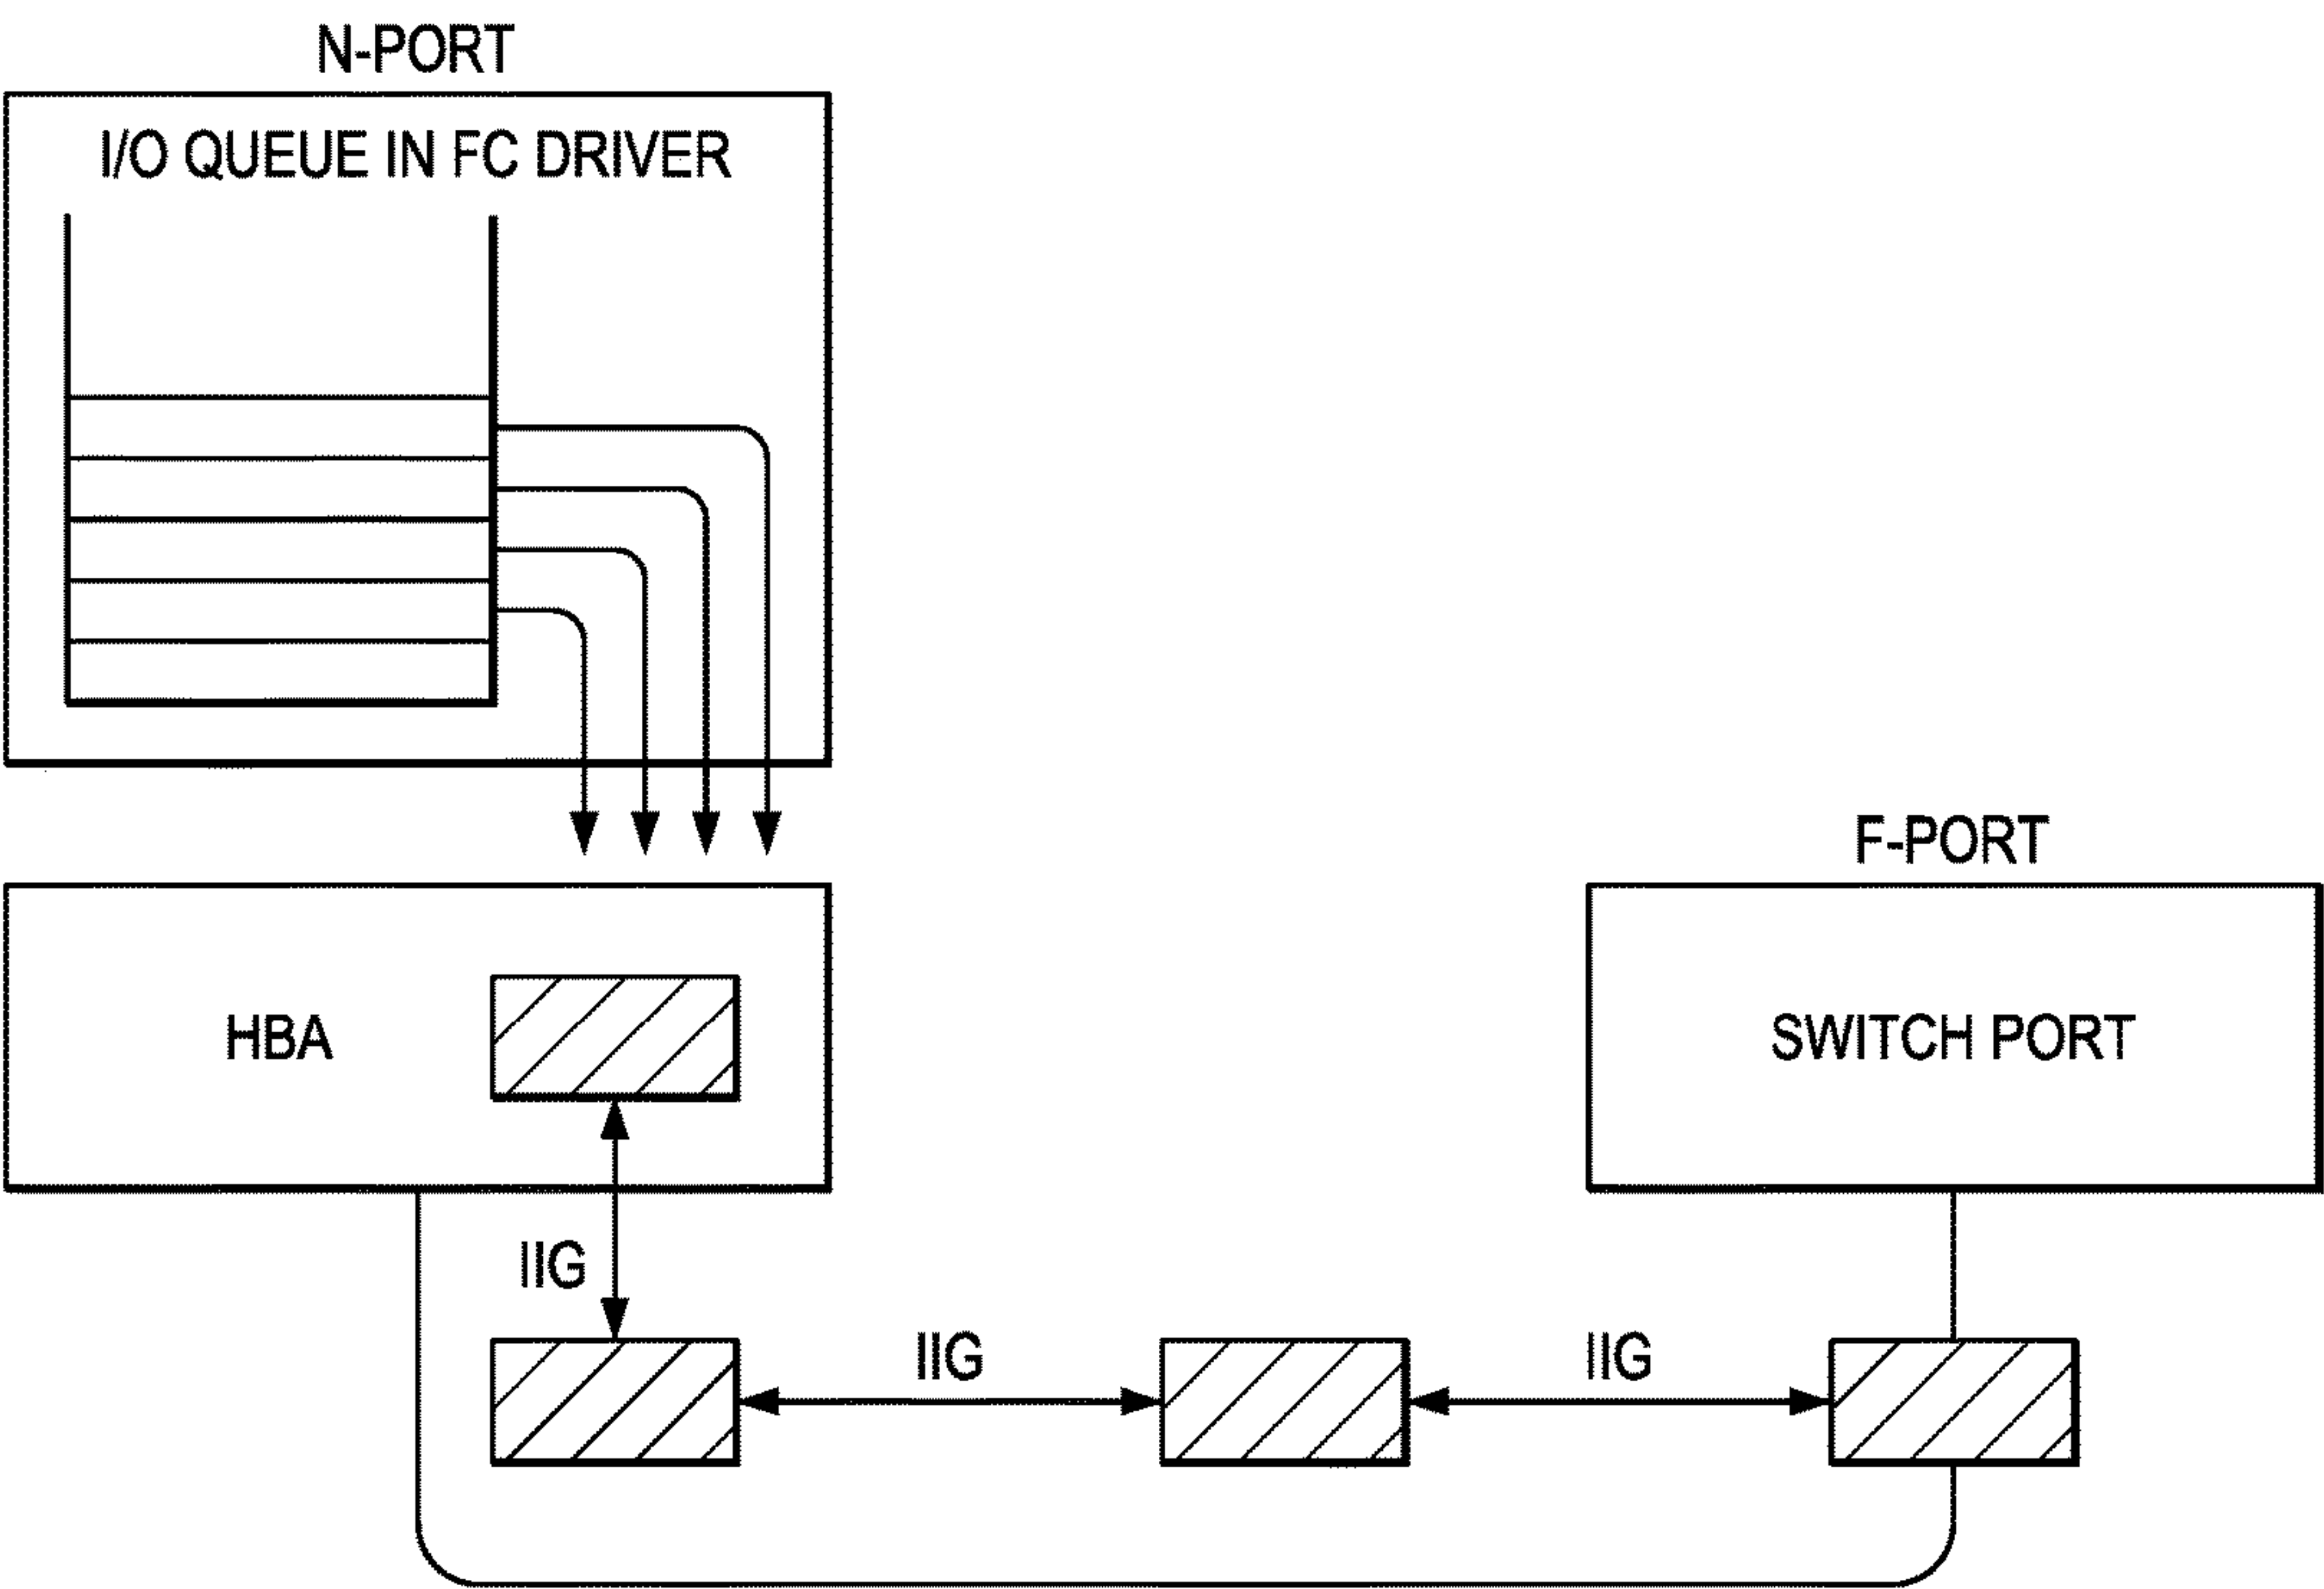 N-PORT
I/O QUEUE IN FC DRIVER
F-PORT
HBA
SWITCH PORT
IIG
IIG
IIG